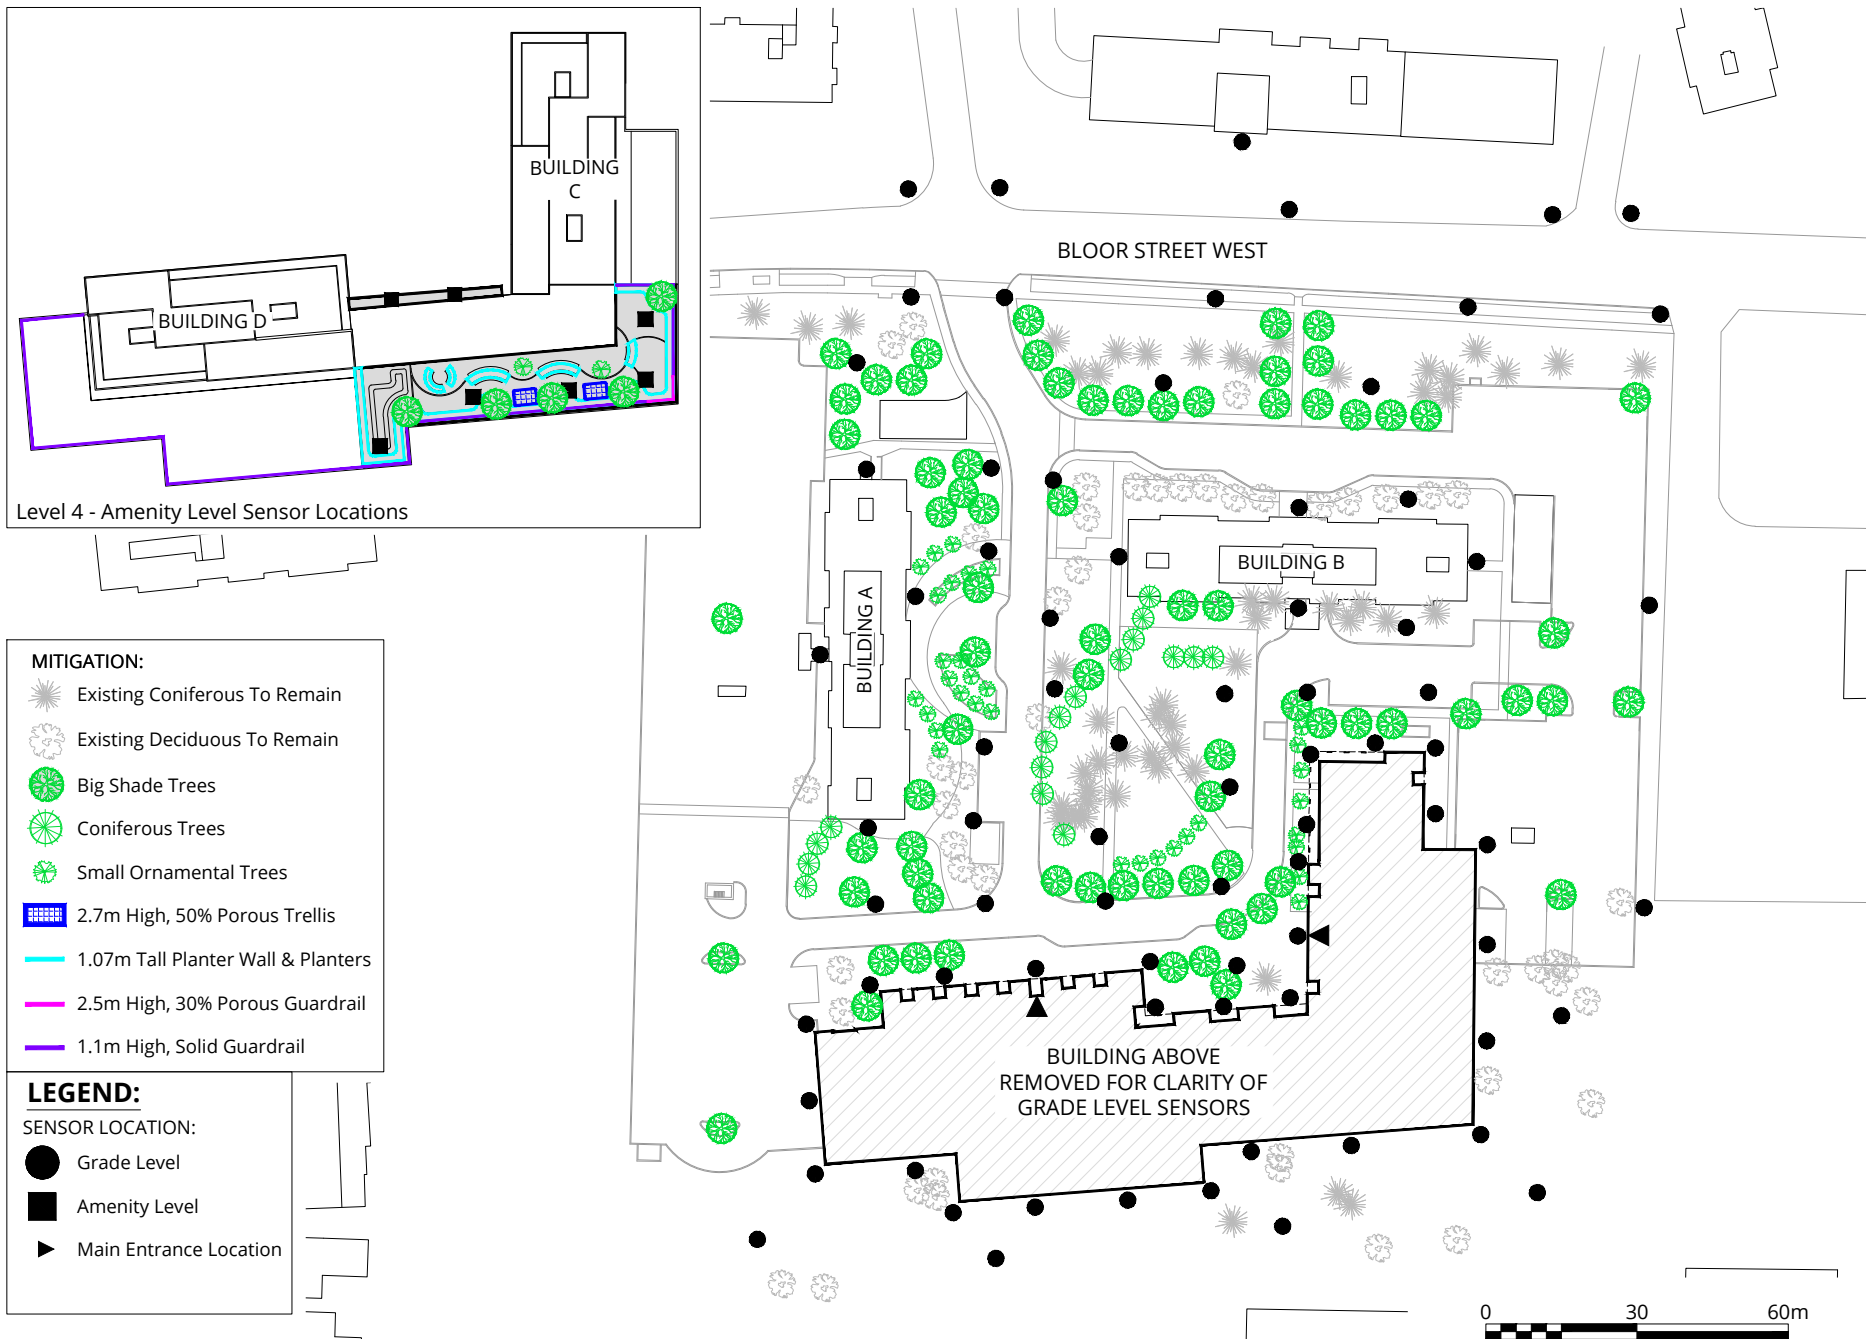 BUILDING
C
BUILDING D
Level 4 - Amenity Level Sensor Locations
BLOOR STREET WEST
BUILDING B
BUILDING A
MITIGATION:
Existing Coniferous To Remain
Existing Deciduous To Remain
Big Shade Trees
Coniferous Trees
Small Ornamental Trees
2.7m High, 50% Porous Trellis
1.07m Tall Planter Wall & Planters
2.5m High, 30% Porous Guardrail
1.1m High, Solid Guardrail
LEGEND:
SENSOR LOCATION:
Grade Level
Amenity Level
Main Entrance Location
BUILDING ABOVE
REMOVED FOR CLARITY OF
GRADE LEVEL SENSORS
0 30 60m